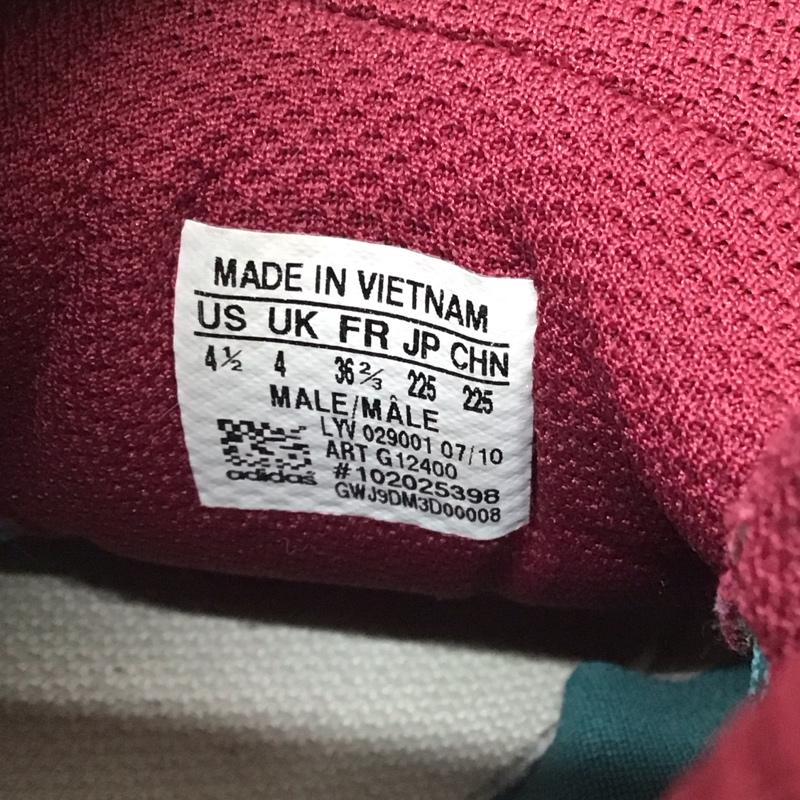 MADE IN VIETNAM
US UK FR JP CHN
4½ 4 36⅔ 225 225
MALE/MÂLE
LYV 029001 07/10
ART G12400
#102025398
adidas GWJ9DM3D00008